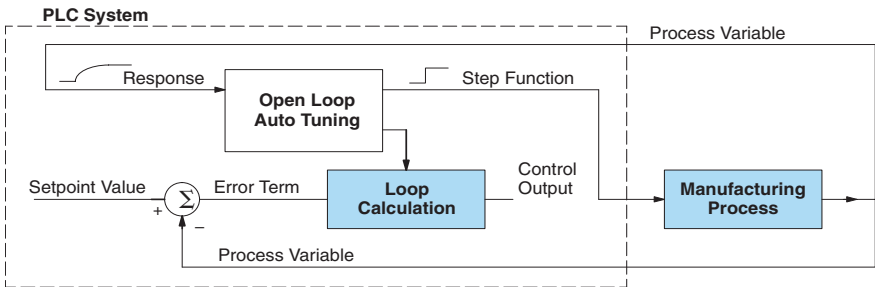 PLC System
Process Variable
Response
Step Function
Open Loop
Auto Tuning
Setpoint Value
+
Σ
−
Error Term
Loop
Calculation
Control
Output
Manufacturing
Process
Process Variable